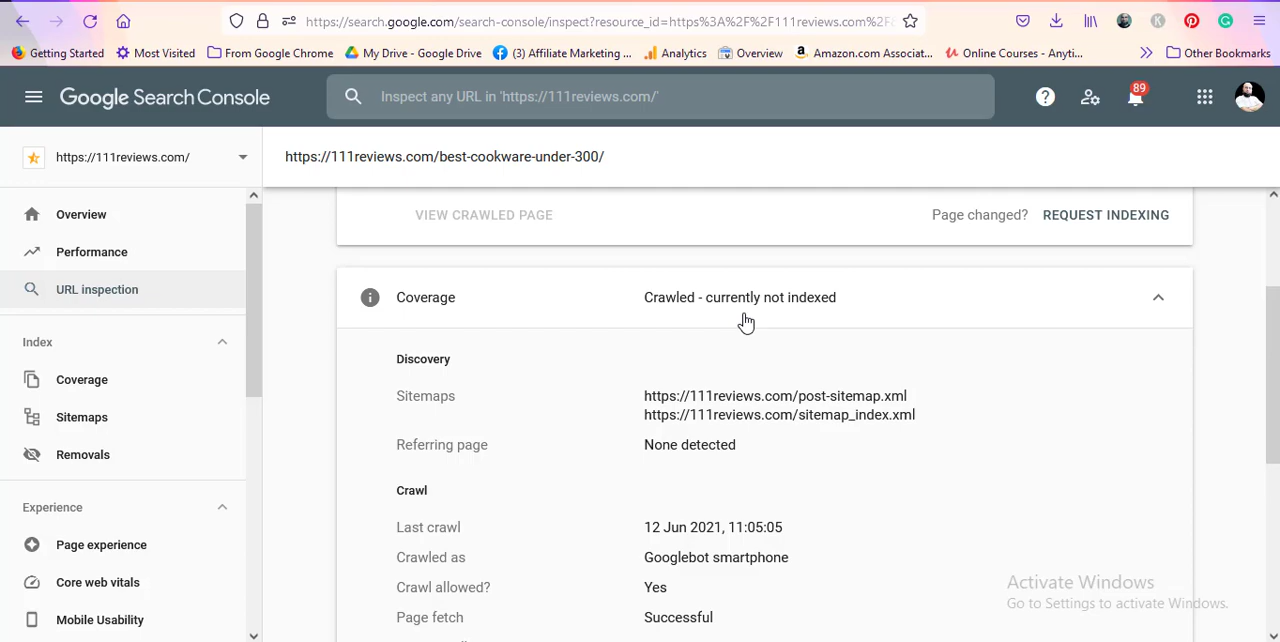 https://search.google.com/search-console/inspect?resource_id=https%3A%2F%2F111reviews.com%2F&
Getting Started
Most Visited
From Google Chrome
My Drive - Google Drive
(3) Affiliate Marketing ...
Analytics
Overview
Amazon.com Associat...
Online Courses - Anyti...
Other Bookmarks
Google Search Console
Inspect any URL in 'https://111reviews.com/'
89
https://111reviews.com/
https://111reviews.com/best-cookware-under-300/
Overview
Performance
URL inspection
Index
Coverage
Sitemaps
Removals
Experience
Page experience
Core web vitals
Mobile Usability
VIEW CRAWLED PAGE
Page changed? REQUEST INDEXING
Coverage Crawled - currently not indexed
Discovery
Sitemaps https://111reviews.com/post-sitemap.xml
https://111reviews.com/sitemap_index.xml
Referring page None detected
Crawl
Last crawl 12 Jun 2021, 11:05:05
Crawled as Googlebot smartphone
Crawl allowed? Yes
Page fetch Successful
Activate Windows
Go to Settings to activate Windows.